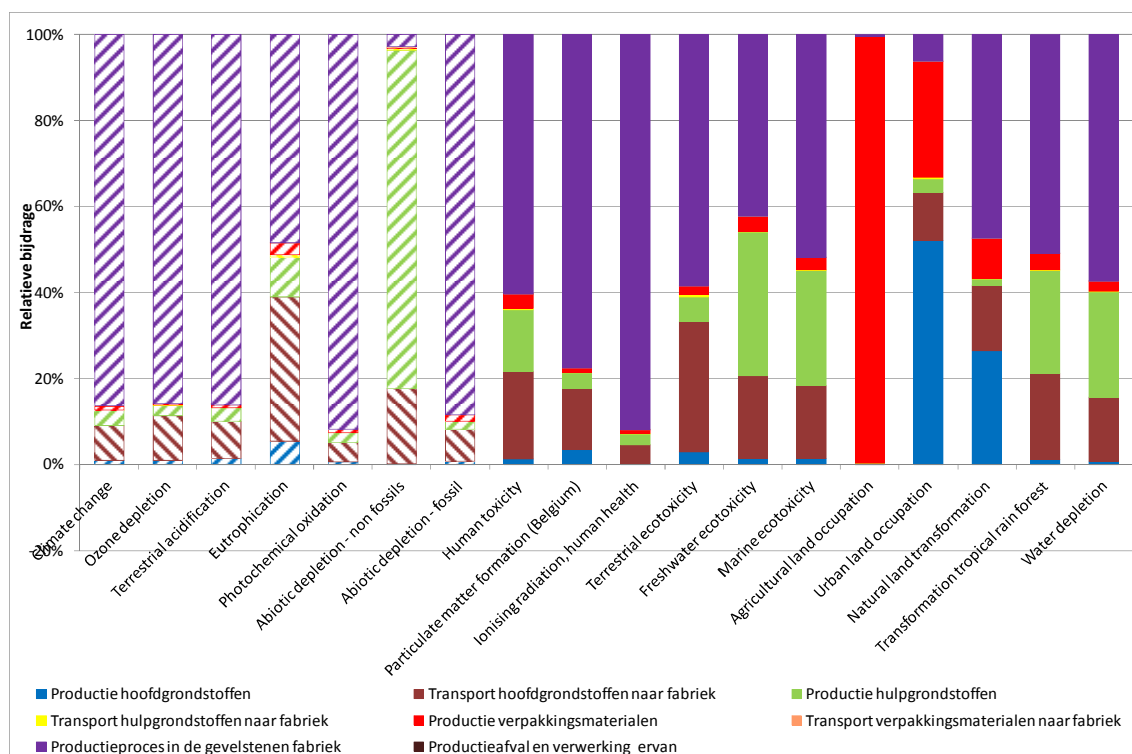 100%
80%
60%
40%
20%
0%
-20%
Relatieve bijdrage
Climate change
Ozone depletion
Terrestrial acidification
Eutrophication
Photochemical oxidation
Abiotic depletion - non fossils
Abiotic depletion - fossil
Human toxicity
Particulate matter formation (Belgium)
Ionising radiation, human health
Terrestrial ecotoxicity
Freshwater ecotoxicity
Marine ecotoxicity
Agricultural land occupation
Urban land occupation
Natural land transformation
Transformation tropical rain forest
Water depletion
Productie hoofdgrondstoffen
Transport hoofdgrondstoffen naar fabriek
Productie hulpgrondstoffen
Transport hulpgrondstoffen naar fabriek
Productie verpakkingsmaterialen
Transport verpakkingsmaterialen naar fabriek
Productieproces in de gevelstenen fabriek
Productieafval en verwerking ervan